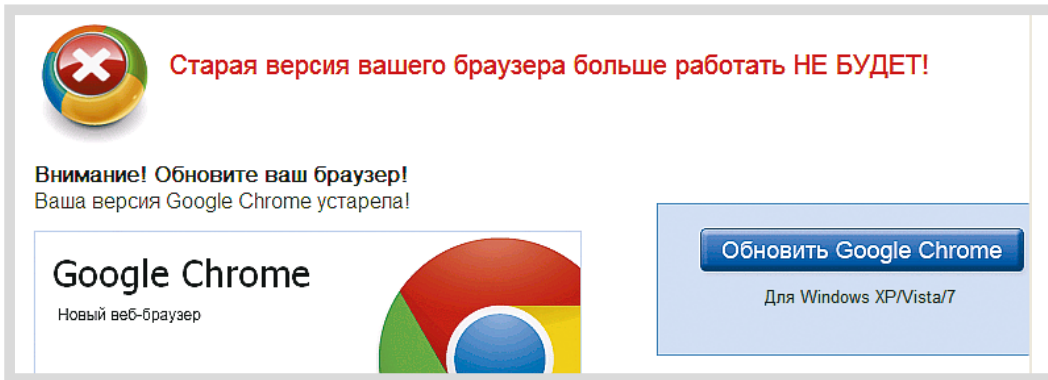 Старая версия вашего браузера больше работать НЕ БУДЕТ!
Внимание! Обновите ваш браузер!
Ваша версия Google Chrome устарела!
Google Chrome
Новый веб-браузер
Обновить Google Chrome
Для Windows XP/Vista/7